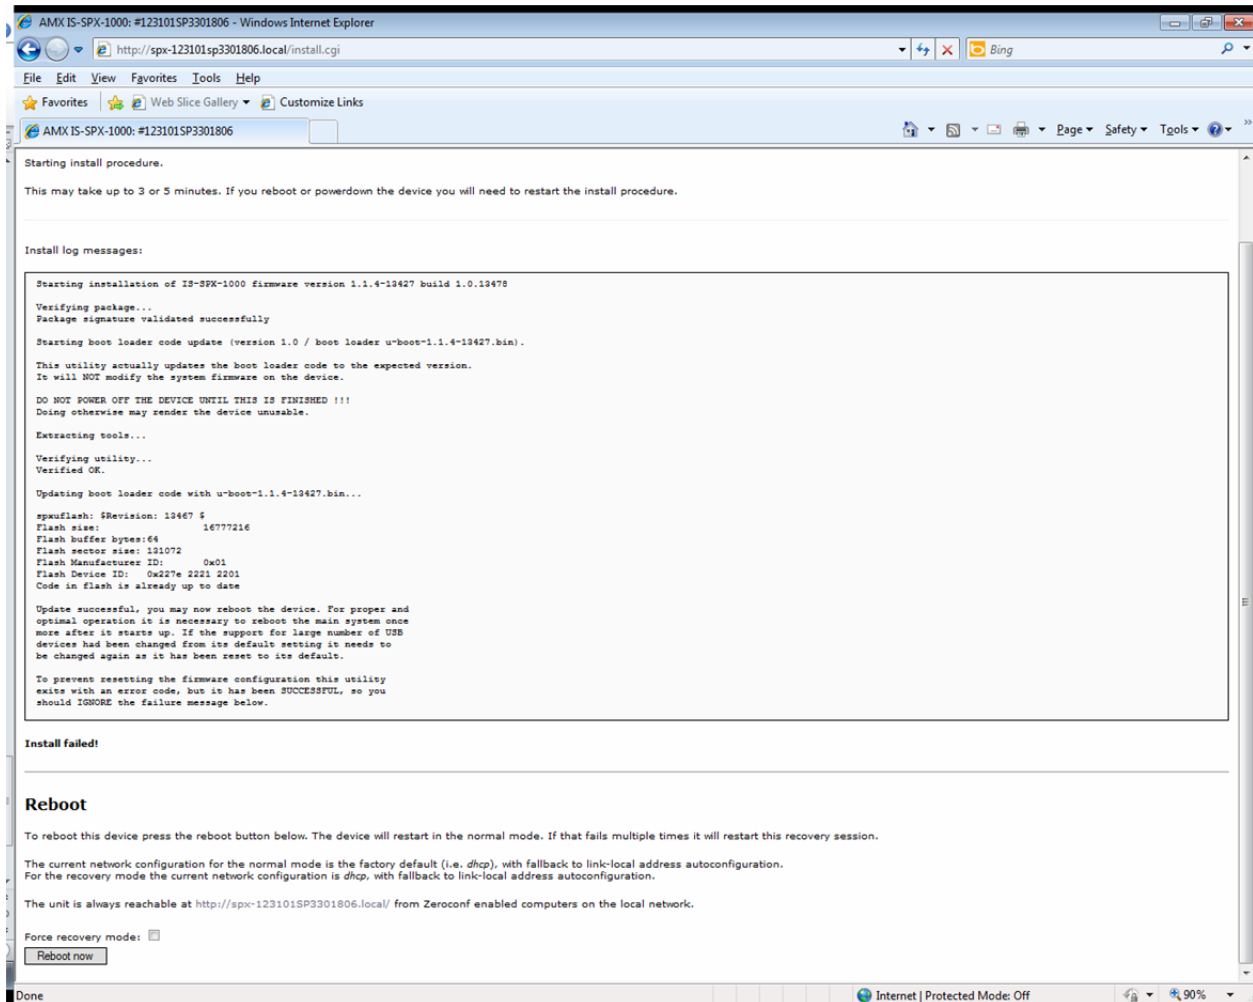 AMX IS-SPX-1000: #123101SP3301806 - Windows Internet Explorer
http://spx-123101sp3301806.local/install.cgi
Bing
File Edit View Favorites Tools Help
Favorites Web Slice Gallery Customize Links
AMX IS-SPX-1000: #123101SP3301806
Page Safety Tools
Starting install procedure.
This may take up to 3 or 5 minutes. If you reboot or powerdown the device you will need to restart the install procedure.
Install log messages:
Starting installation of IS-SPX-1000 firmware version 1.1.4-13427 build 1.0.13478
Verifying package...
Package signature validated successfully
Starting boot loader code update (version 1.0 / boot loader u-boot-1.1.4-13427.bin).
This utility actually updates the boot loader code to the expected version.
It will NOT modify the system firmware on the device.
DO NOT POWER OFF THE DEVICE UNTIL THIS IS FINISHED !!!
Doing otherwise may render the device unusable.
Extracting tools...
Verifying utility...
Verified OK.
Updating boot loader code with u-boot-1.1.4-13427.bin...
spxuflash: $Revision: 13467 $
Flash size: 16777216
Flash buffer bytes:64
Flash sector size: 131072
Flash Manufacturer ID: 0x01
Flash Device ID: 0x227e 2221 2201
Code in flash is already up to date
Update successful, you may now reboot the device. For proper and
optimal operation it is necessary to reboot the main system once
more after it starts up. If the support for large number of USB
devices had been changed from its default setting it needs to
be changed again as it has been reset to its default.
To prevent resetting the firmware configuration this utility
exits with an error code, but it has been SUCCESSFUL, so you
should IGNORE the failure message below.
Install failed!
Reboot
To reboot this device press the reboot button below. The device will restart in the normal mode. If that fails multiple times it will restart this recovery session.
The current network configuration for the normal mode is the factory default (i.e. dhcp), with fallback to link-local address autoconfiguration.
For the recovery mode the current network configuration is dhcp, with fallback to link-local address autoconfiguration.
The unit is always reachable at http://spx-123101SP3301806.local/ from Zeroconf enabled computers on the local network.
Force recovery mode:
Reboot now
Done
Internet | Protected Mode: Off
90%